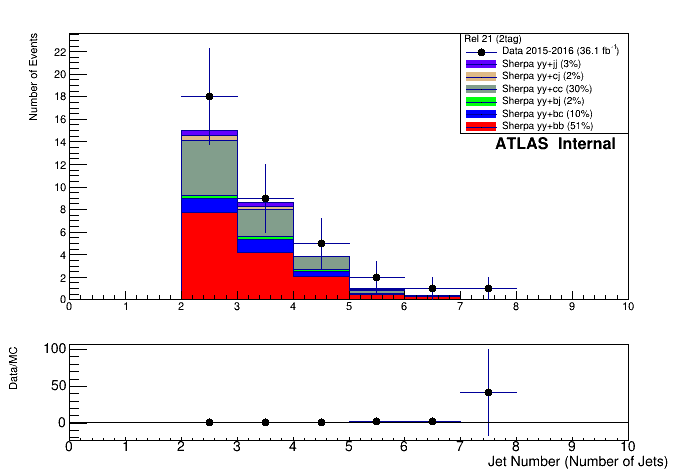 Number of Events
Rel 21 (2tag)
Data 2015-2016 (36.1 fb⁻¹)
Sherpa yy+jj (3%)
Sherpa yy+cj (2%)
Sherpa yy+cc (30%)
Sherpa yy+bj (2%)
Sherpa yy+bc (10%)
Sherpa yy+bb (51%)
ATLAS Internal
22
20
18
16
14
12
10
8
6
4
2
0
0 1 2 3 4 5 6 7 8 9 10
Data/MC
100
50
0
0 1 2 3 4 5 6 7 8 9 10
Jet Number (Number of Jets)